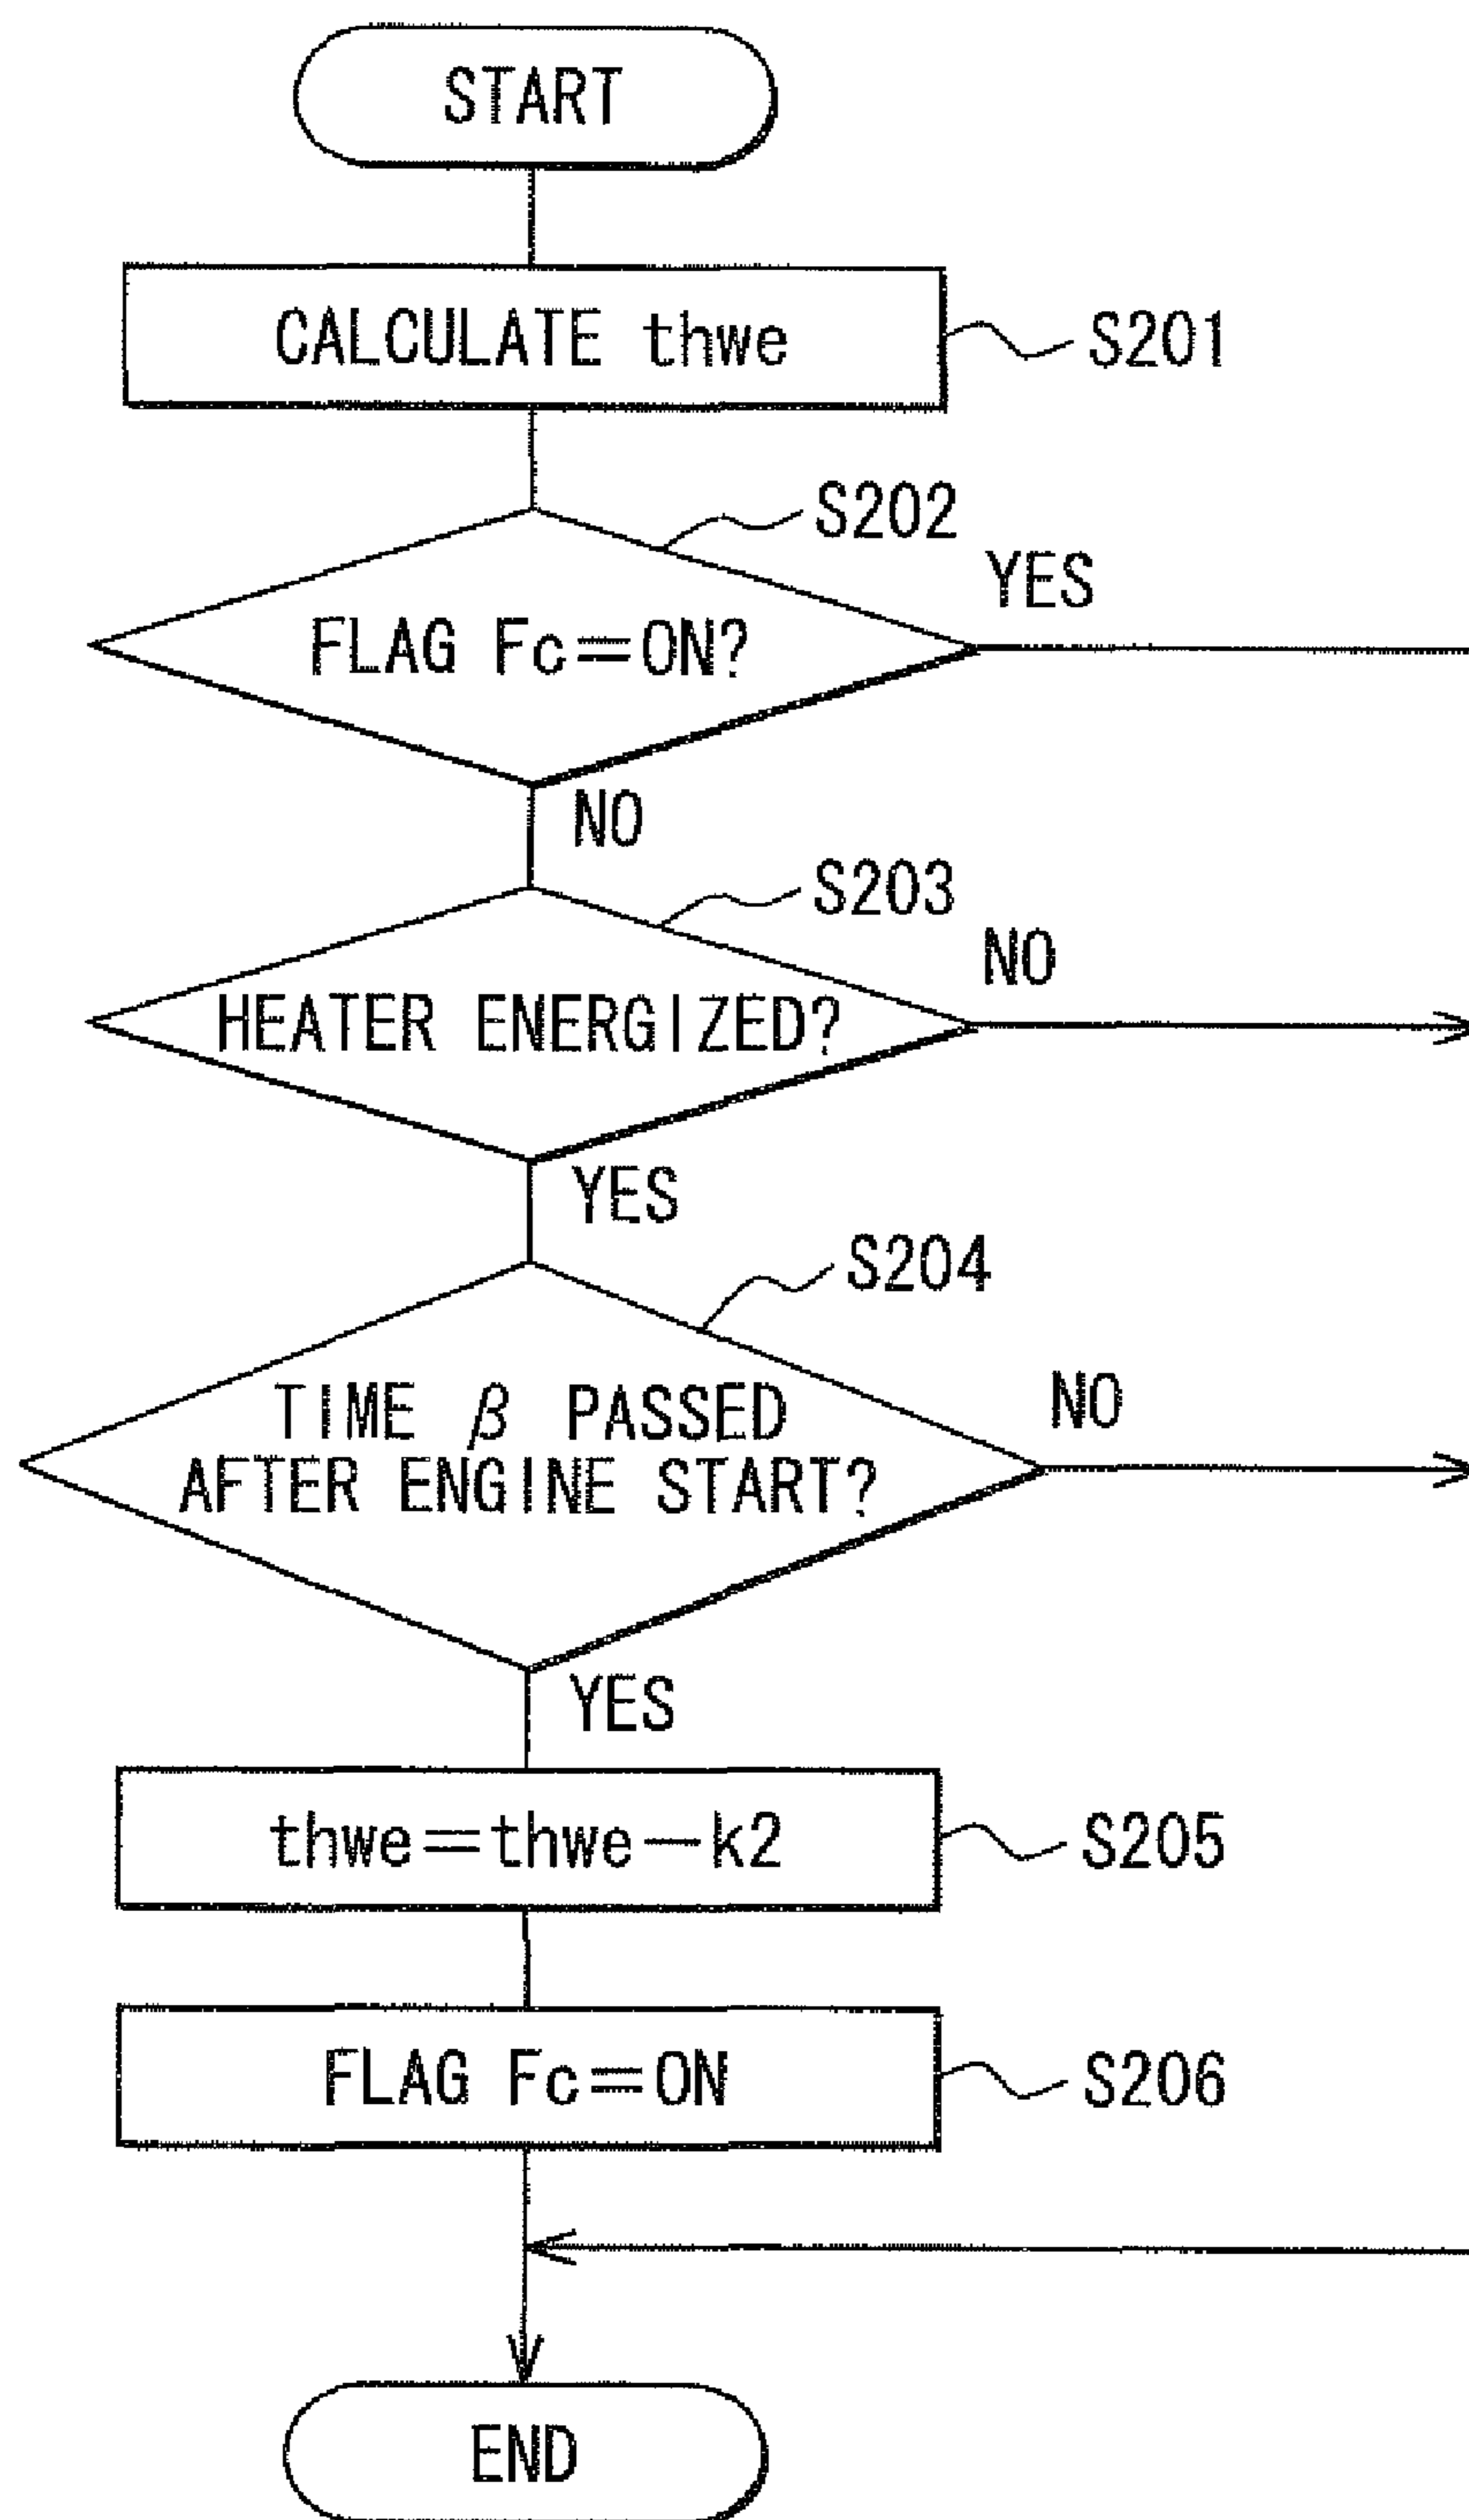 START
CALCULATE thwe
S201
S202
YES
FLAG Fc=ON?
NO
S203
NO
HEATER ENERGIZED?
YES
S204
NO
TIME β PASSED
AFTER ENGINE START?
YES
thwe=thwe-k2
S205
FLAG Fc=ON
S206
END